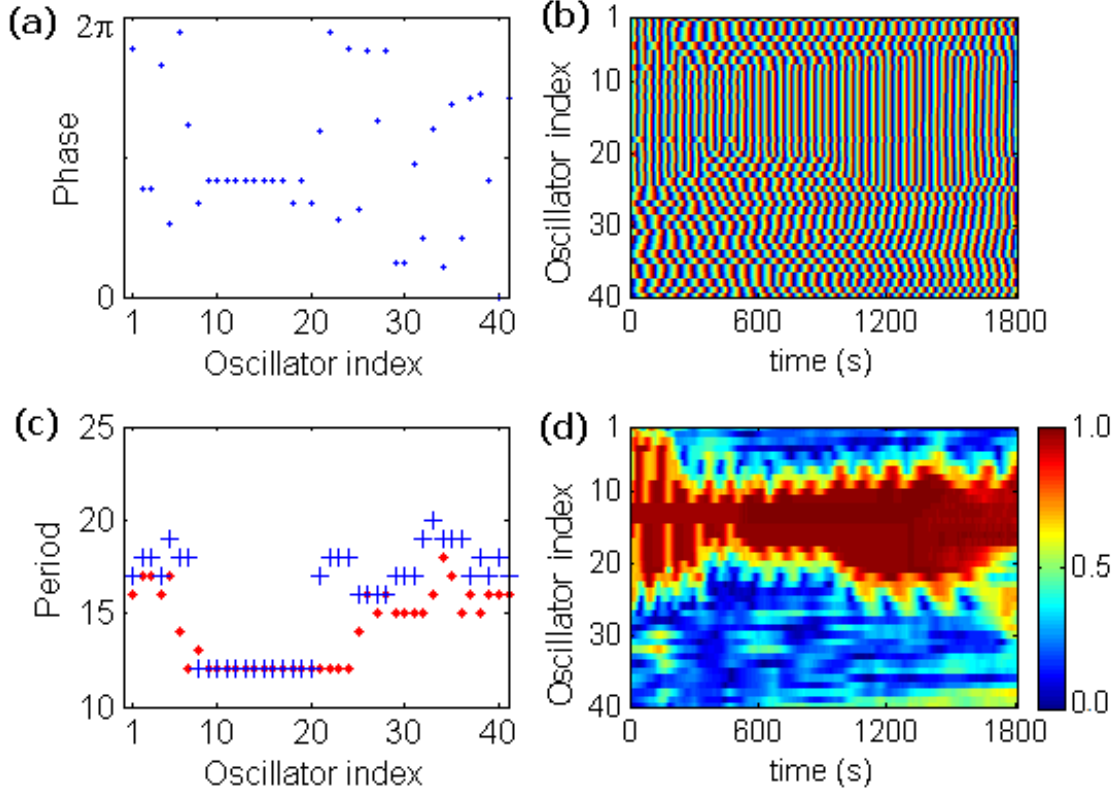 (a)
2π
Phase
0
1 10 20 30 40
Oscillator index
(b)
Oscillator index
1
10
20
30
40
0 600 1200 1800
time (s)
(c)
Period
25
20
15
10
1 10 20 30 40
Oscillator index
(d)
Oscillator index
1
10
20
30
40
0 600 1200 1800
time (s)
1.0
0.5
0.0